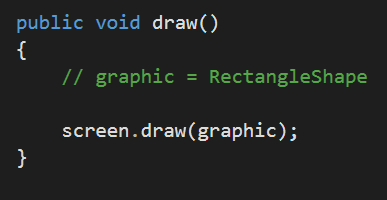 public void draw()
{
    // graphic = RectangleShape
    screen.draw(graphic);
}